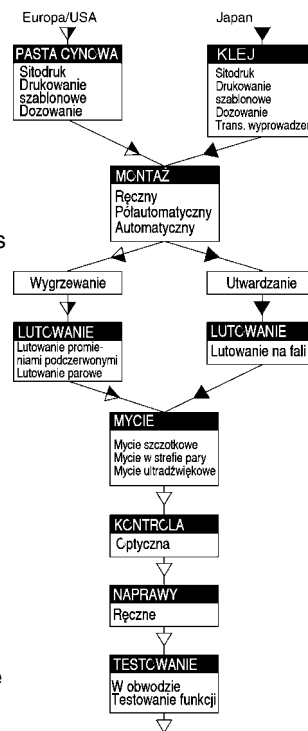 Europa/USA
Japan
PASTA CYNOWA
Sitodruk
Drukowanie
szablonowe
Dozowanie
KLEJ
Sitodruk
Drukowanie
szablonowe
Dozowanie
Trans. wyprowadzeń
MONTAŻ
Ręczny
Półautomatyczny
Automatyczny
s
Wygrzewanie
Utwardzanie
LUTOWANIE
Lutowanie promie-
niami podczerwonymi
Lutowanie parowe
LUTOWANIE
Lutowanie na fali
MYCIE
Mycie szczotkowe
Mycie w strefie pary
Mycie ultradźwiękowe
KONTROLA
Optyczna
NAPRAWY
Ręczne
TESTOWANIE
W obwodzie
Testowanie funkcji
e